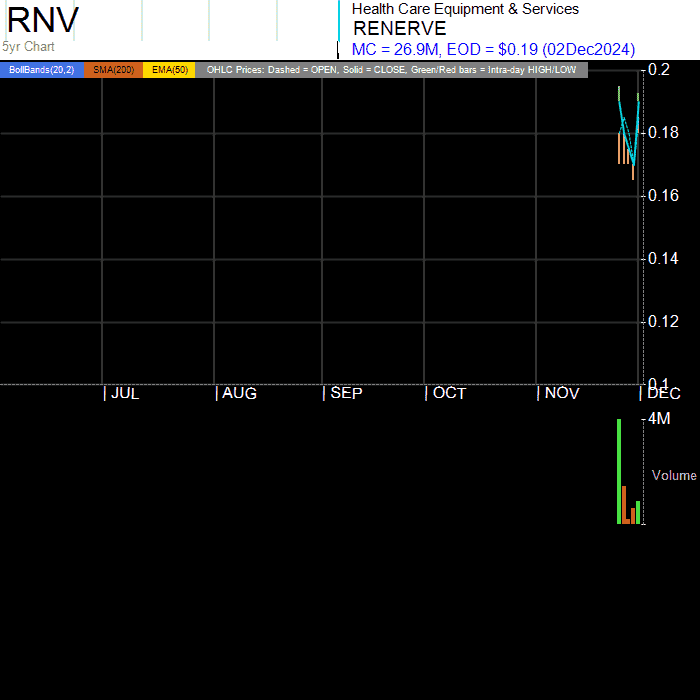 RNV
5yr Chart
Health Care Equipment & Services
RENERVE
MC = 26.9M, EOD = $0.19 (02Dec2024)
BollBands(20,2) SMA(200) EMA(50) OHLC Prices: Dashed = OPEN, Solid = CLOSE, Green/Red bars = Intra-day HIGH/LOW
0.2
0.18
0.16
0.14
0.12
0.1
JUL AUG SEP OCT NOV DEC
4M
Volume